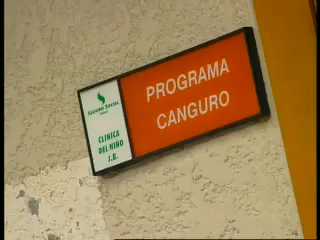 SEGURO SOCIAL
CLINICA
DEL NIÑO
J.B.
PROGRAMA
CANGURO